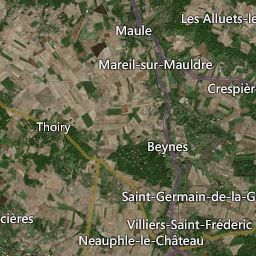 Les Alluets-le
Maule
Mareil-sur-Mauldre
Crespière
Thoiry
Beynes
Saint-Germain-de-la-G
cières
Villiers-Saint-Fréderic
Neauphle-le-Château